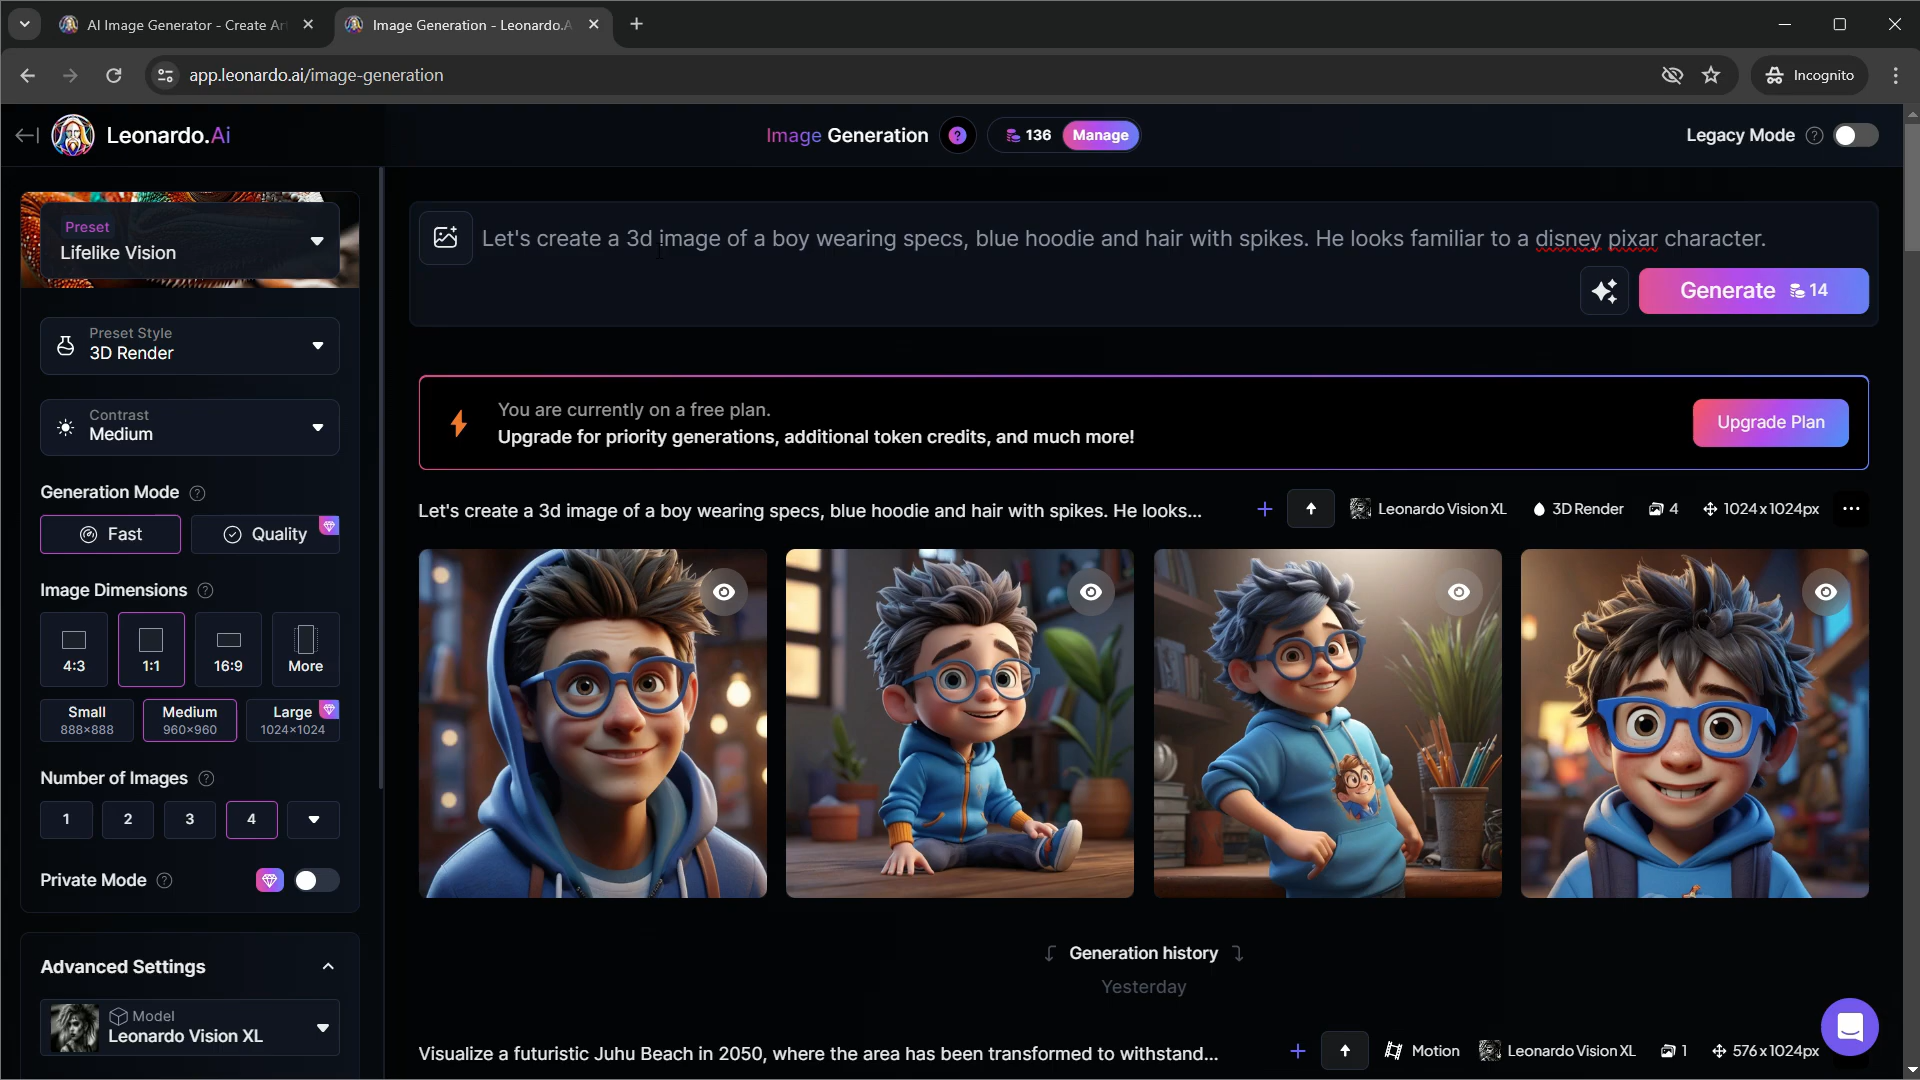 AI Image Generator - Create Ar
Image Generation - Leonardo.A
app.leonardo.ai/image-generation
Incognito
Leonardo.Ai
Image Generation
?
136
Manage
Legacy Mode
?
Preset
Lifelike Vision
Let's create a 3d image of a boy wearing specs, blue hoodie and hair with spikes. He looks familiar to a disney pixar character.
Generate
14
Preset Style
3D Render
Contrast
Medium
You are currently on a free plan.
Upgrade for priority generations, additional token credits, and much more!
Upgrade Plan
Generation Mode
?
Fast
Quality
Let's create a 3d image of a boy wearing specs, blue hoodie and hair with spikes. He looks...
Leonardo Vision XL
3D Render
4
1024 x 1024px
Image Dimensions
?
4:3
1:1
16:9
More
Small
888×888
Medium
960×960
Large
1024×1024
Number of Images
?
1
2
3
4
Private Mode
?
Generation history
Yesterday
Advanced Settings
Model
Leonardo Vision XL
Visualize a futuristic Juhu Beach in 2050, where the area has been transformed to withstand...
Motion
Leonardo Vision XL
1
576 x 1024px